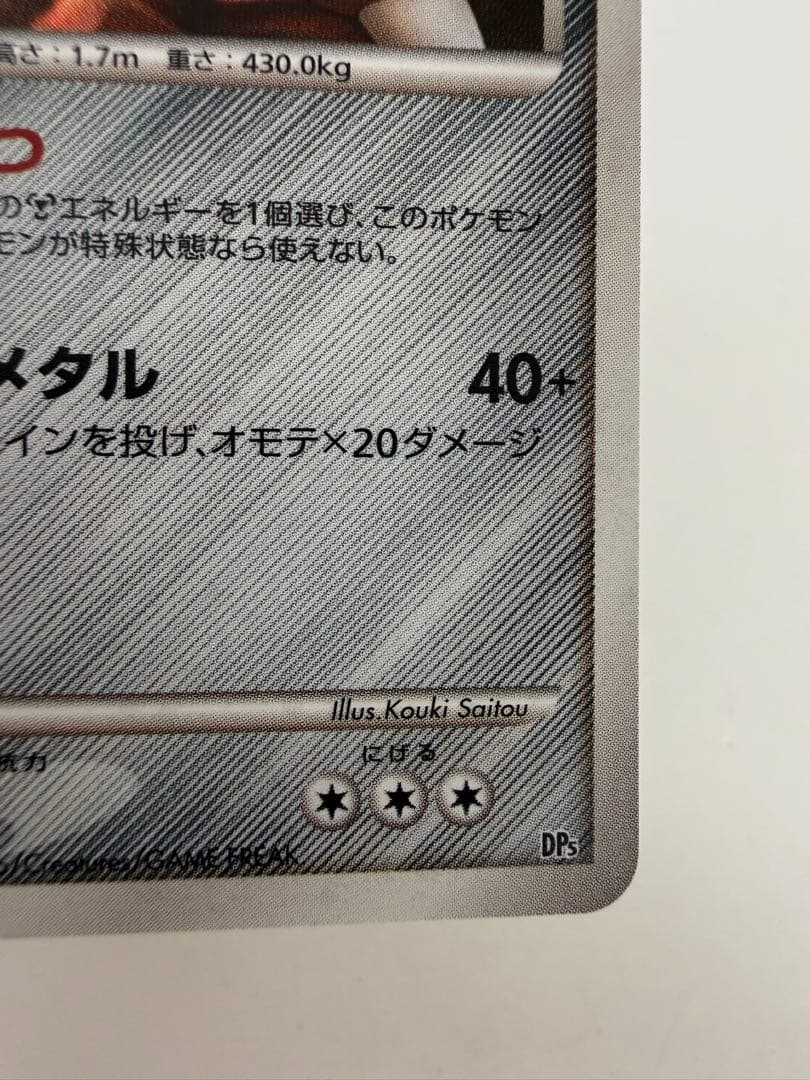 高さ：1.7m 重さ：430.0kg
のエネルギーを1個選び、このポケモン
モンが特殊状態なら使えない。
メタル 40+
インを投げ、オモテ×20ダメージ
Illus.Kouki Saitou
抗力 にげる
/Creatures/GAME FREAK
DP5